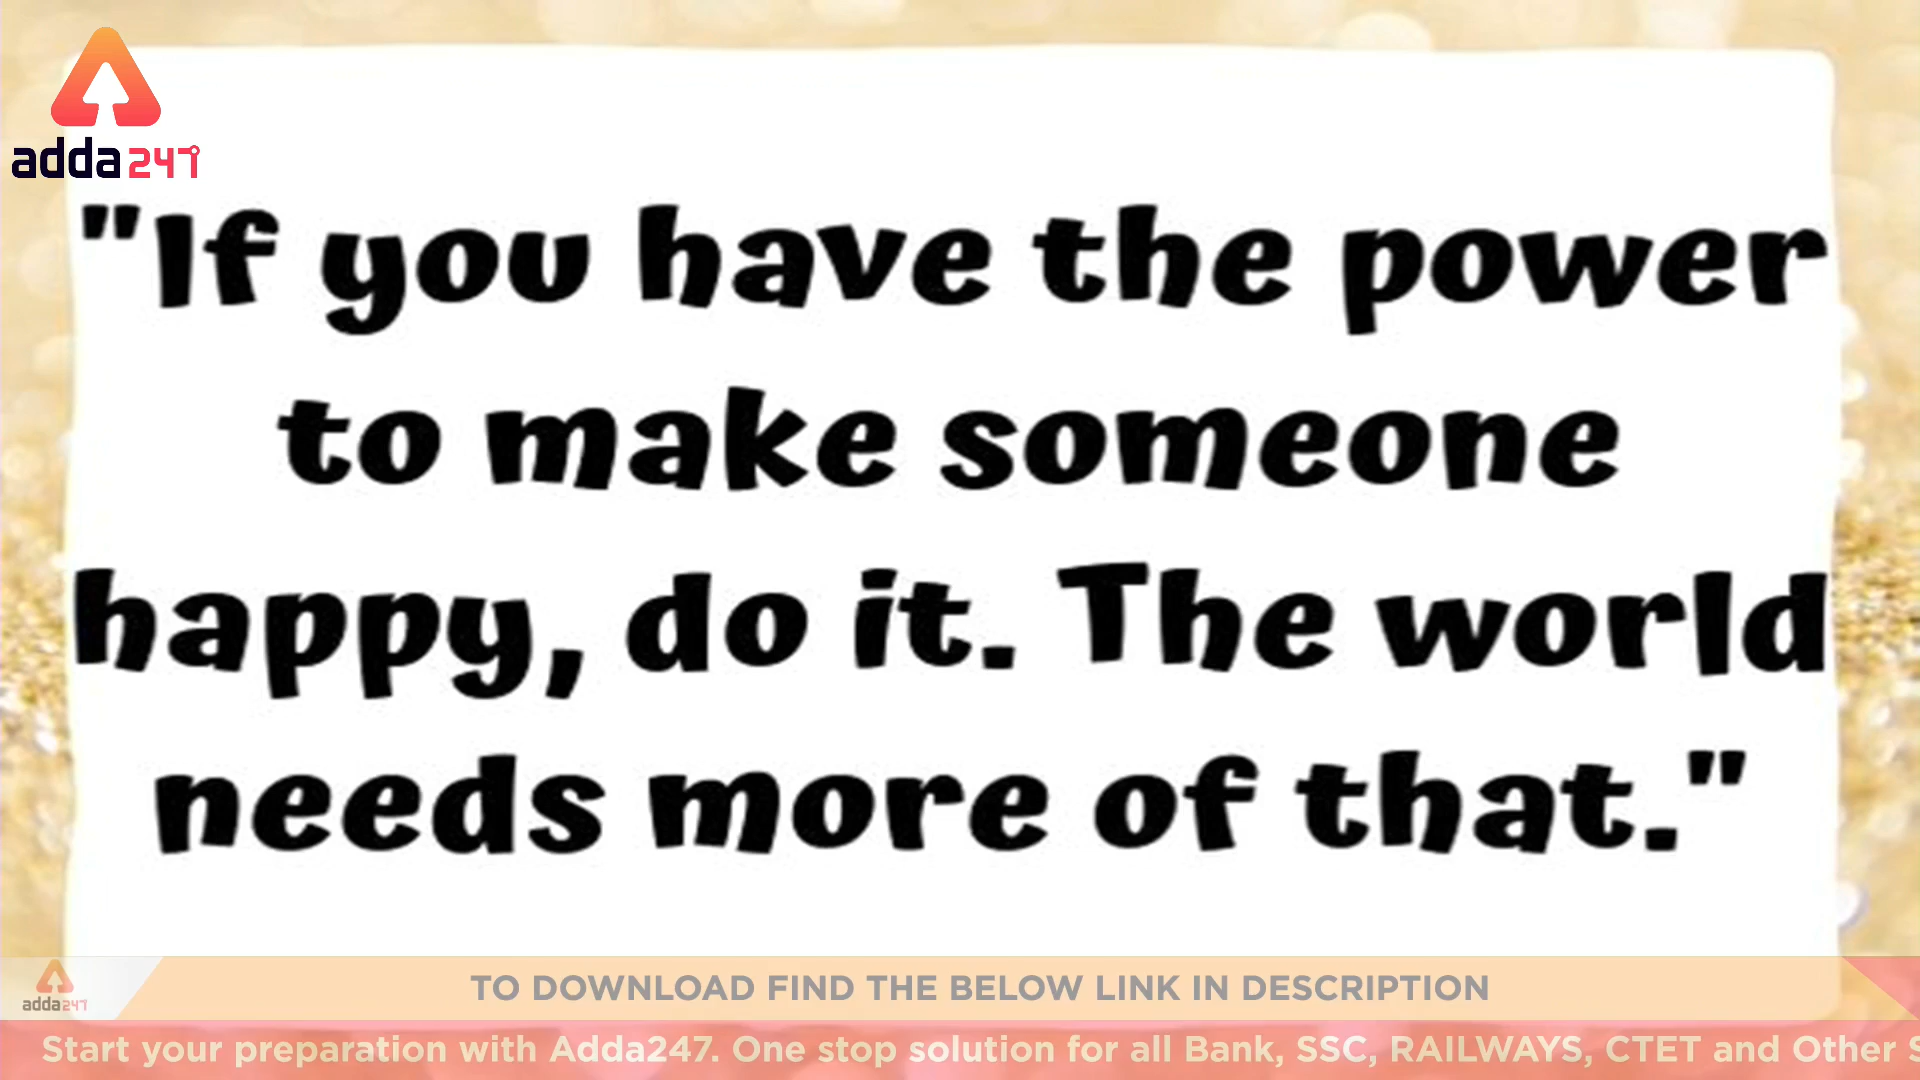 adda247
"If you have the power
to make someone
happy, do it. The world
needs more of that."
adda247
TO DOWNLOAD FIND THE BELOW LINK IN DESCRIPTION
Start your preparation with Adda247. One stop solution for all Bank, SSC, RAILWAYS, CTET and Other S